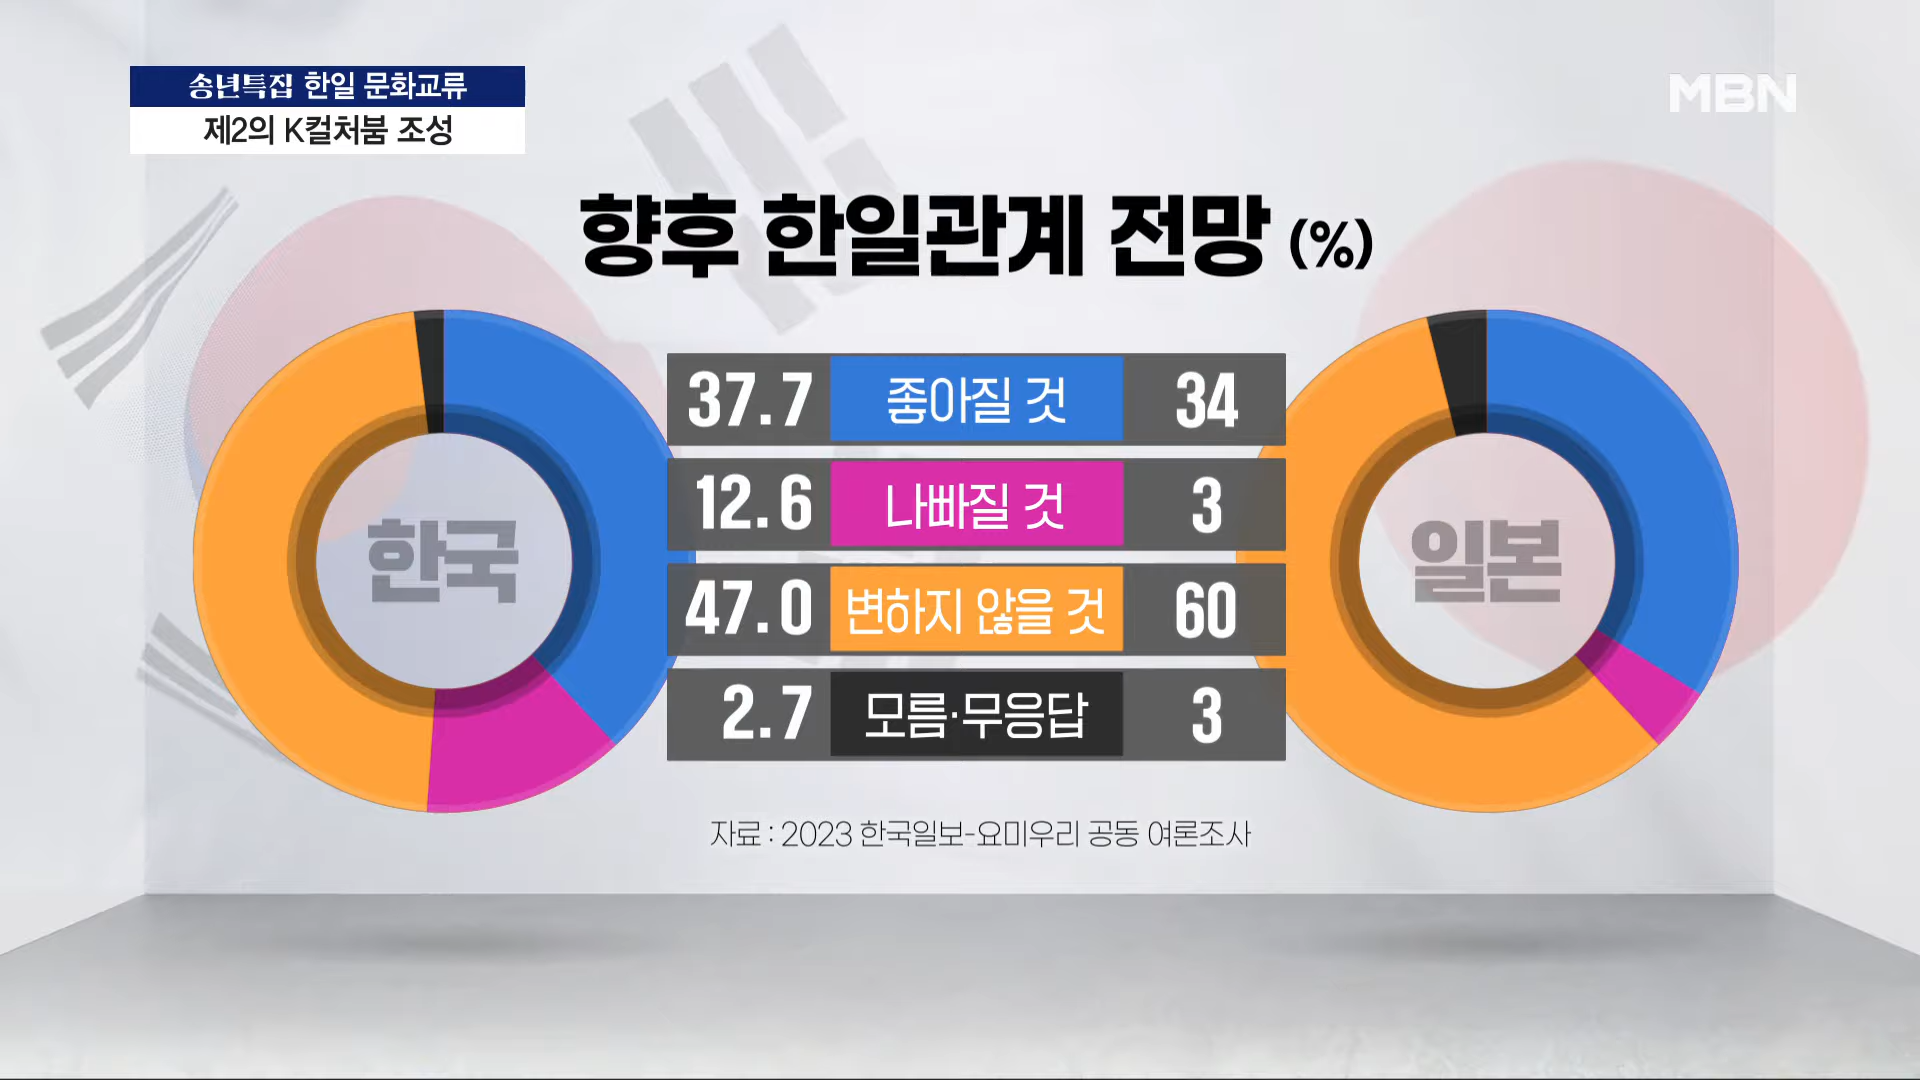 송년특집 한일 문화교류
제2의 K컬처붐 조성
MBN
향후 한일관계 전망 (%)
한국
일본
37.7 좋아질 것 34
12.6 나빠질 것 3
47.0 변하지 않을 것 60
2.7 모름·무응답 3
자료 : 2023 한국일보-요미우리 공동 여론조사